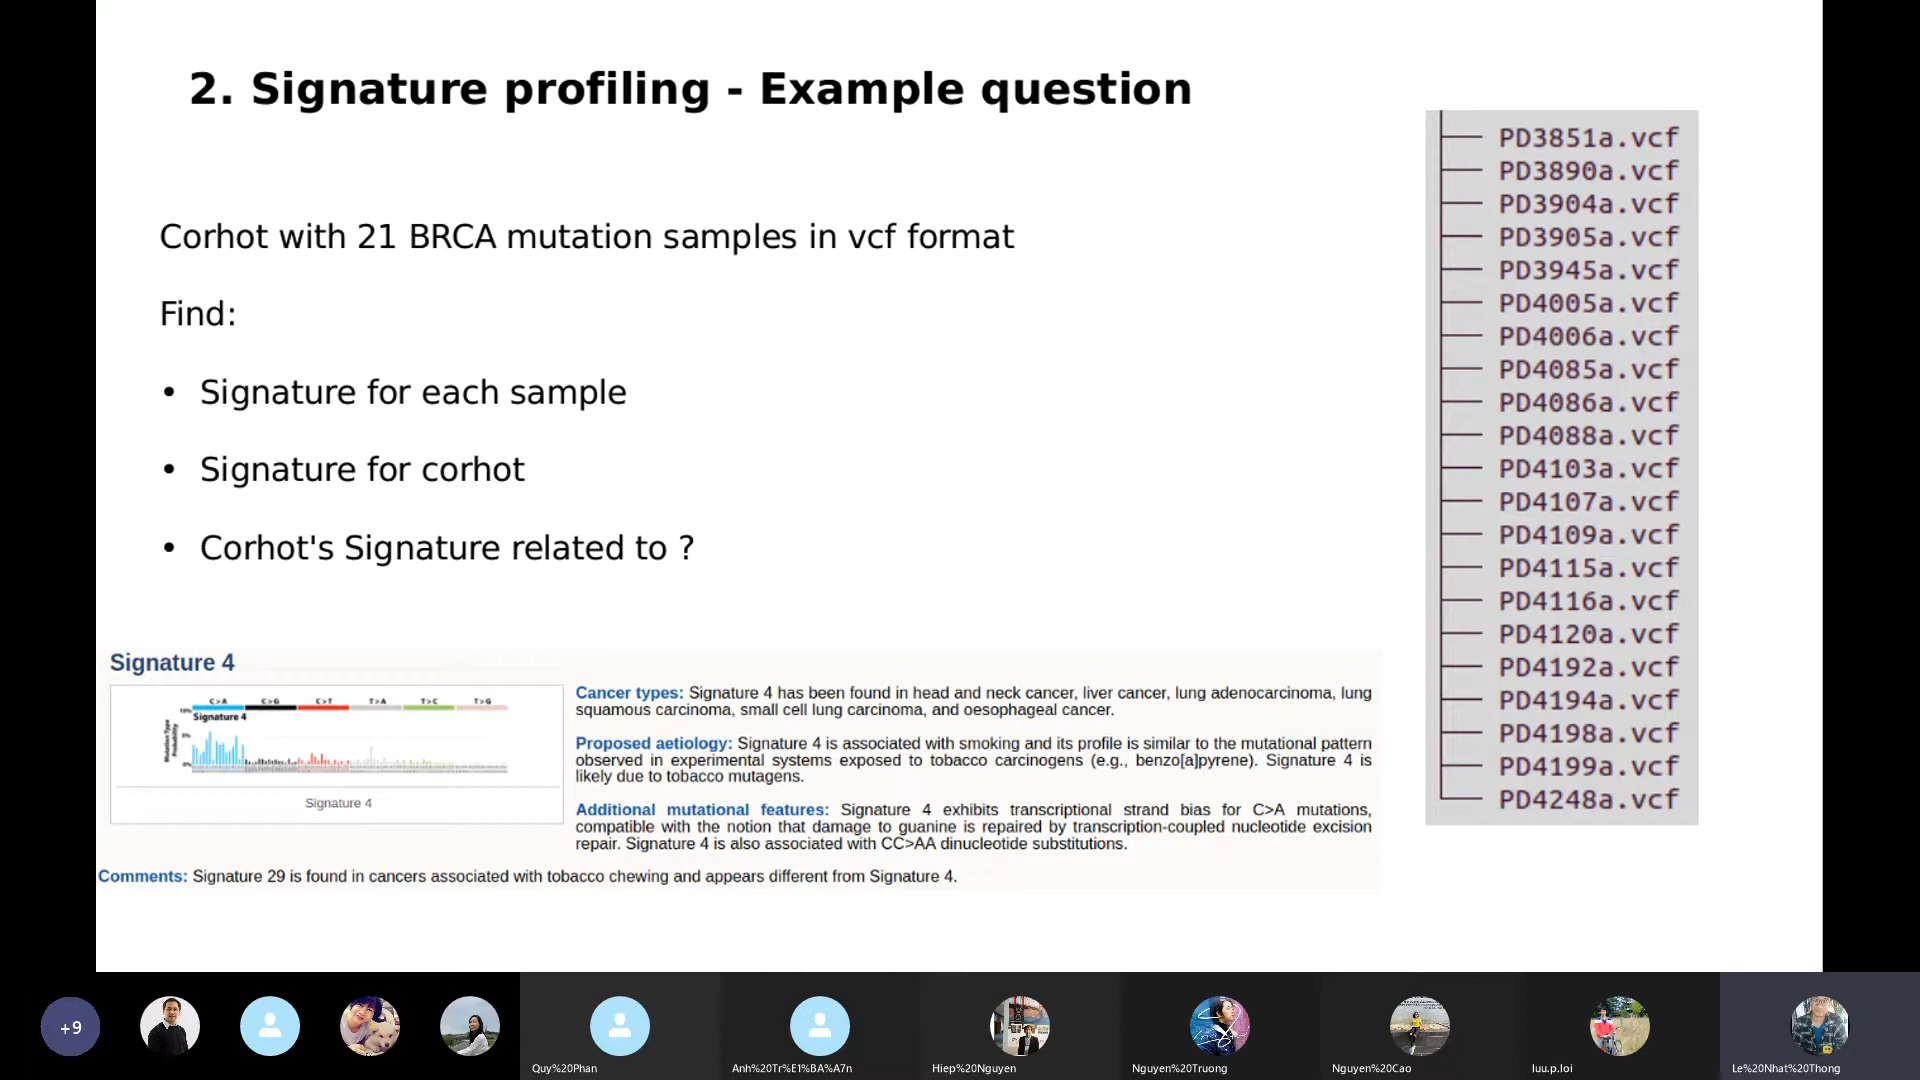 2. Signature profiling - Example question
Corhot with 21 BRCA mutation samples in vcf format
Find:
• Signature for each sample
• Signature for corhot
• Corhot's Signature related to ?
PD3851a.vcf
PD3890a.vcf
PD3904a.vcf
PD3905a.vcf
PD3945a.vcf
PD4005a.vcf
PD4006a.vcf
PD4085a.vcf
PD4086a.vcf
PD4088a.vcf
PD4103a.vcf
PD4107a.vcf
PD4109a.vcf
PD4115a.vcf
PD4116a.vcf
PD4120a.vcf
PD4192a.vcf
PD4194a.vcf
PD4198a.vcf
PD4199a.vcf
PD4248a.vcf
Signature 4
C>A C>G C>T T>A T>C T>G
10%
Signature 4
5%
0%
Mutation Type
Probability
Signature 4
Cancer types: Signature 4 has been found in head and neck cancer, liver cancer, lung adenocarcinoma, lung
squamous carcinoma, small cell lung carcinoma, and oesophageal cancer.
Proposed aetiology: Signature 4 is associated with smoking and its profile is similar to the mutational pattern
observed in experimental systems exposed to tobacco carcinogens (e.g., benzo[a]pyrene). Signature 4 is
likely due to tobacco mutagens.
Additional mutational features: Signature 4 exhibits transcriptional strand bias for C>A mutations,
compatible with the notion that damage to guanine is repaired by transcription-coupled nucleotide excision
repair. Signature 4 is also associated with CC>AA dinucleotide substitutions.
Comments: Signature 29 is found in cancers associated with tobacco chewing and appears different from Signature 4.
+9
Quy%20Phan
Anh%20Tr%E1%BA%A7n
Hiep%20Nguyen
Nguyen%20Truong
Nguyen%20Cao
luu.p.loi
Le%20Nhat%20Thong